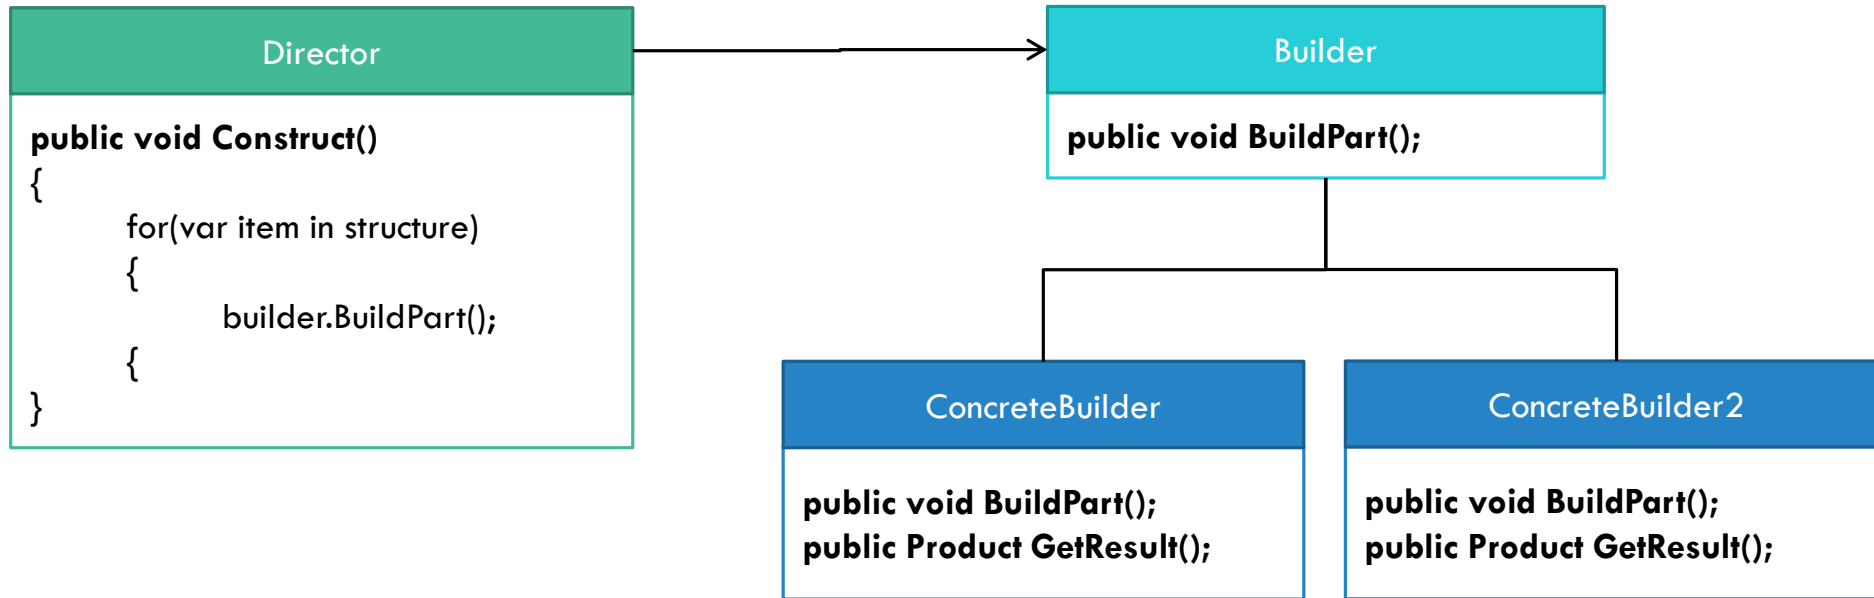 Director
public void Construct()
{
for(var item in structure)
{
builder.BuildPart();
{
}
Builder
public void BuildPart();
ConcreteBuilder
public void BuildPart();
public Product GetResult();
ConcreteBuilder2
public void BuildPart();
public Product GetResult();